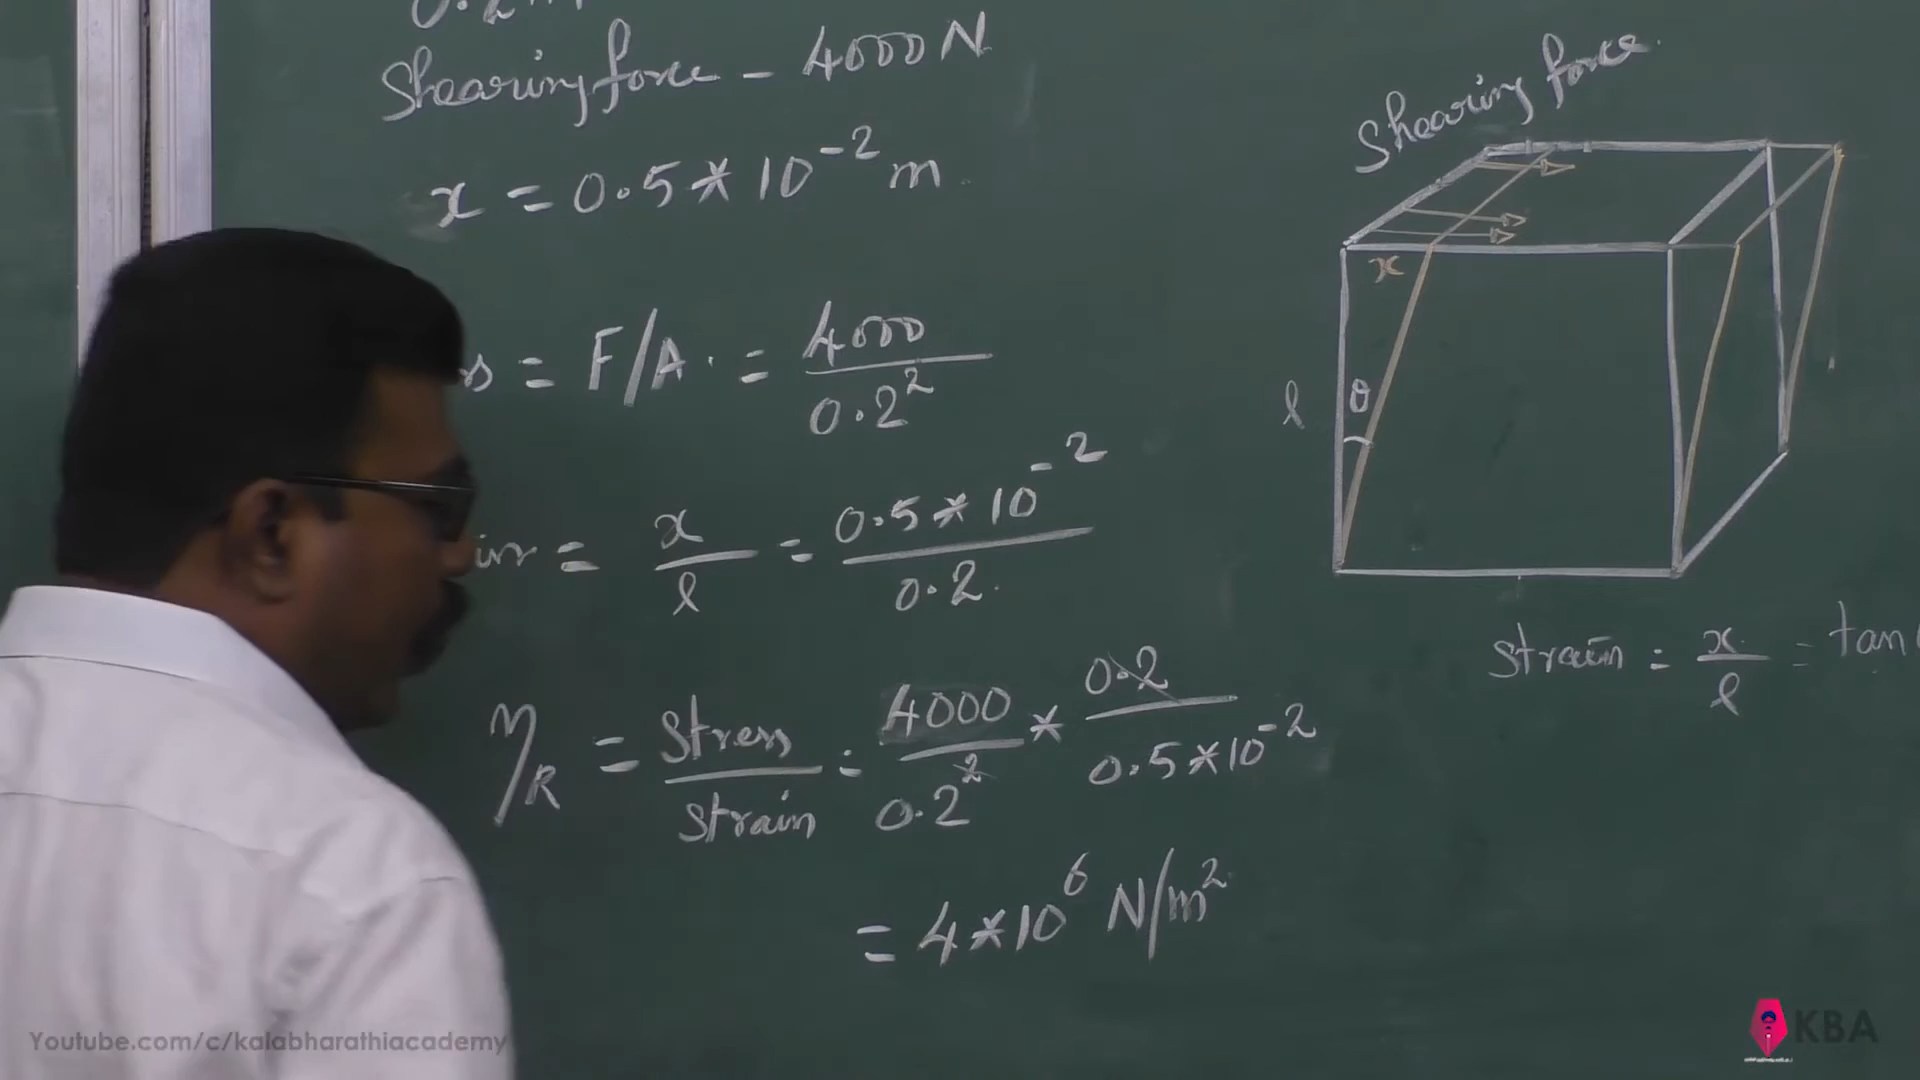 Shearing force - 4000 N
x = 0.5 * 10^-2 m.
= F/A. = 4000 / 0.2^2
= x / l = 0.5 * 10^-2 / 0.2.
η/R = Stress / Strain = 4000 / 0.2^2 * 0.2 / 0.5 * 10^-2
= 4 * 10^6 N/m^2
Shearing force.
x
l
θ
Strain = x / l = tan
Youtube.com/c/kalabharathiacademy
KBA